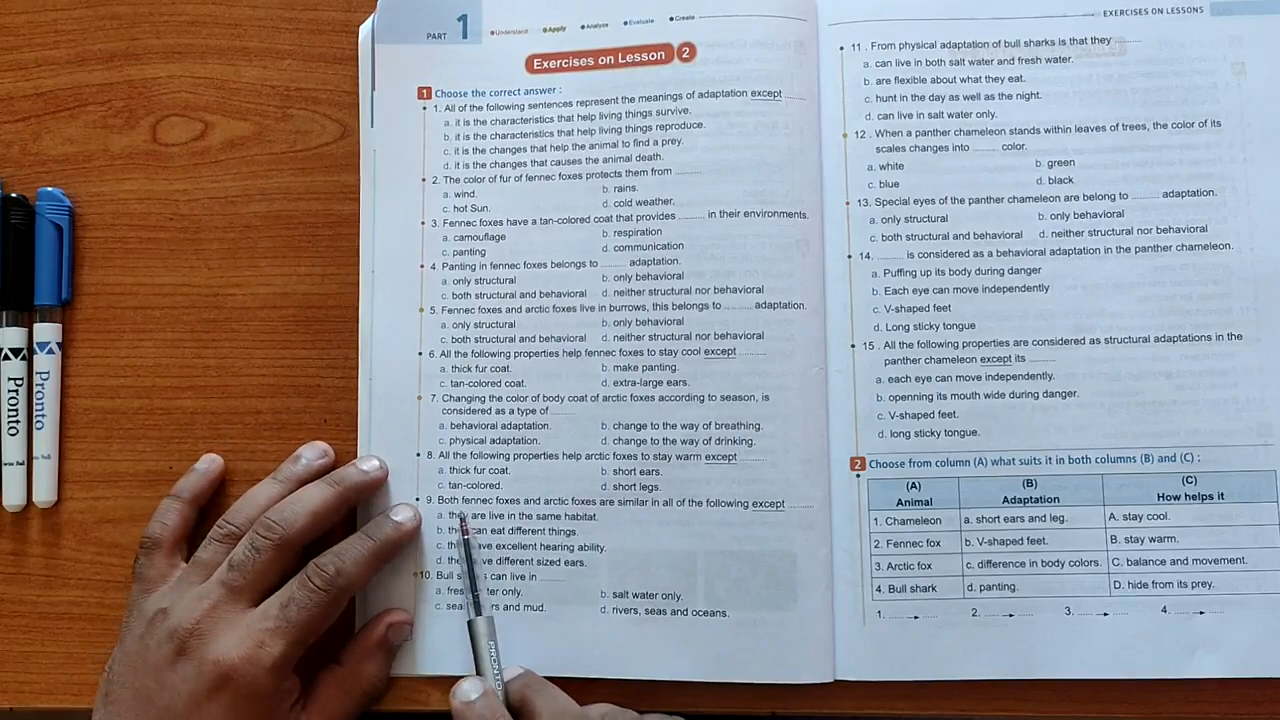 PART 1
Understand Apply Analyze Evaluate Create
Exercises on Lesson 2
1 Choose the correct answer :
1. All of the following sentences represent the meanings of adaptation except ........
a. it is the characteristics that help living things survive.
b. it is the characteristics that help living things reproduce.
c. it is the changes that help the animal to find a prey.
d. it is the changes that causes the animal death.
2. The color of fur of fennec foxes protects them from ........
a. wind. b. rains.
c. hot Sun. d. cold weather.
3. Fennec foxes have a tan-colored coat that provides ........ in their environments.
a. camouflage b. respiration
c. panting d. communication
4. Panting in fennec foxes belongs to ........ adaptation.
a. only structural b. only behavioral
c. both structural and behavioral d. neither structural nor behavioral
5. Fennec foxes and arctic foxes live in burrows, this belongs to ........ adaptation.
a. only structural b. only behavioral
c. both structural and behavioral d. neither structural nor behavioral
6. All the following properties help fennec foxes to stay cool except ........
a. thick fur coat. b. make panting.
c. tan-colored coat. d. extra-large ears.
7. Changing the color of body coat of arctic foxes according to season, is
considered as a type of ........
a. behavioral adaptation. b. change to the way of breathing.
c. physical adaptation. d. change to the way of drinking.
8. All the following properties help arctic foxes to stay warm except ........
a. thick fur coat. b. short ears.
c. tan-colored. d. short legs.
9. Both fennec foxes and arctic foxes are similar in all of the following except ........
a. they are live in the same habitat.
b. can eat different things.
c. excellent hearing ability.
d. different sized ears.
10. Bull can live in ........
a. only. b. salt water only.
c. and mud. d. rivers, seas and oceans.
EXERCISES ON LESSONS
11 . From physical adaptation of bull sharks is that they ........
a. can live in both salt water and fresh water.
b. are flexible about what they eat.
c. hunt in the day as well as the night.
d. can live in salt water only.
12 . When a panther chameleon stands within leaves of trees, the color of its
scales changes into ........ color.
a. white b. green
c. blue d. black
13. Special eyes of the panther chameleon are belong to ........ adaptation.
a. only structural b. only behavioral
c. both structural and behavioral d. neither structural nor behavioral
14. ........ is considered as a behavioral adaptation in the panther chameleon.
a. Puffing up its body during danger
b. Each eye can move independently
c. V-shaped feet
d. Long sticky tongue
15 . All the following properties are considered as structural adaptations in the
panther chameleon except its ........
a. each eye can move independently.
b. openning its mouth wide during danger.
c. V-shaped feet.
d. long sticky tongue.
2 Choose from column (A) what suits it in both columns (B) and (C) :
(A) (B) (C)
Animal Adaptation How helps it
1. Chameleon a. short ears and leg. A. stay cool.
2. Fennec fox b. V-shaped feet. B. stay warm.
3. Arctic fox c. difference in body colors. C. balance and movement.
4. Bull shark d. panting. D. hide from its prey.
1. ...... → ...... 2. ...... → ...... 3. ...... → ...... 4. ...... → ......
Pronto
Pronto
PRONTO